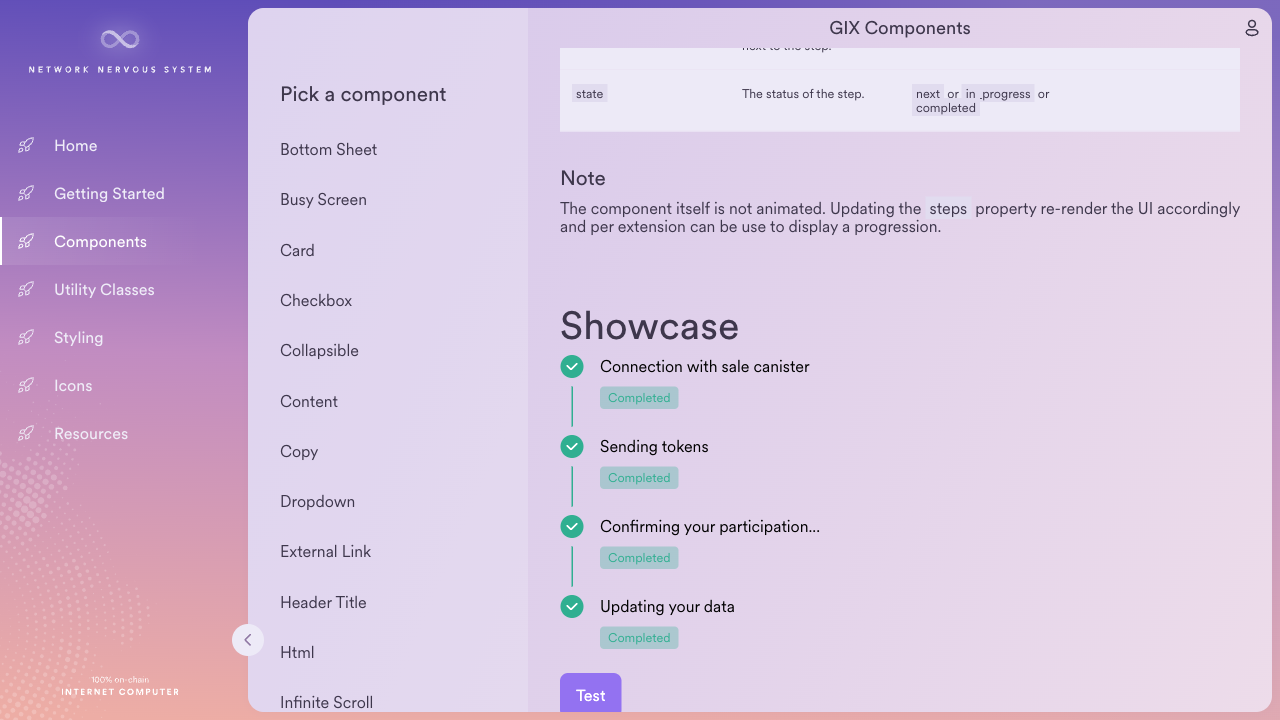 NETWORK NERVOUS SYSTEM
Home
Getting Started
Components
Utility Classes
Styling
Icons
Resources
100% on-chain
INTERNET COMPUTER
Pick a component
Bottom Sheet
Busy Screen
Card
Checkbox
Collapsible
Content
Copy
Dropdown
External Link
Header Title
Html
Infinite Scroll
GIX Components
next to the step.
state The status of the step. next or in_progress or
completed
Note
The component itself is not animated. Updating the steps property re-render the UI accordingly
and per extension can be use to display a progression.
Showcase
Connection with sale canister
Completed
Sending tokens
Completed
Confirming your participation...
Completed
Updating your data
Completed
Test